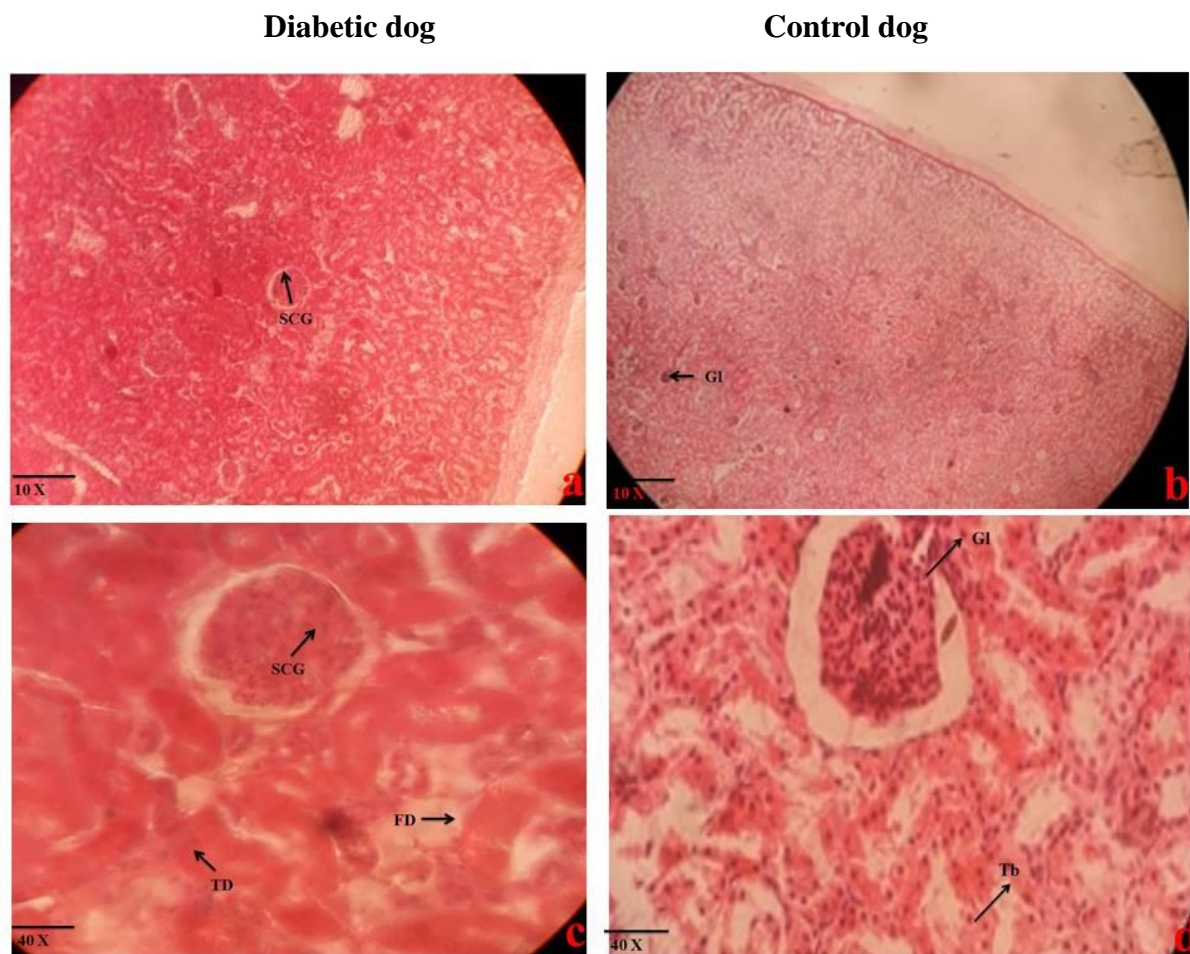 Diabetic dog
Control dog
SCG
10 X
a
Gl
10 X
b
SCG
FD
TD
40 X
c
Gl
Tb
40 X
d